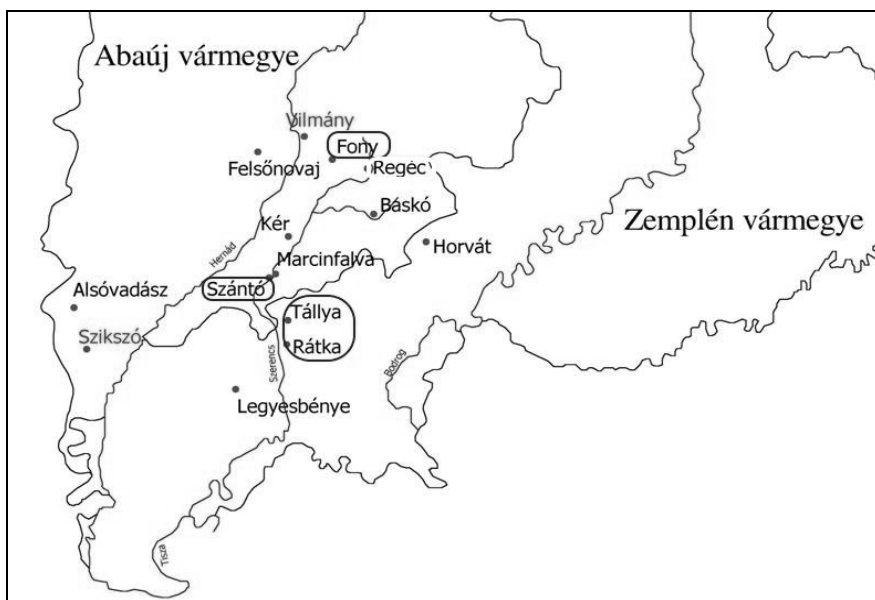 Abaúj vármegye
Vilmány
Fony
Felsőnovaj
Regéc
Báskó
Zemplén vármegye
Kér
Horvát
Hernád
Marcinfalva
Szántó
Alsóvadász
Tállya
Szikszó
Rátka
Szerencs
Bodrog
Legyesbénye
Tisza